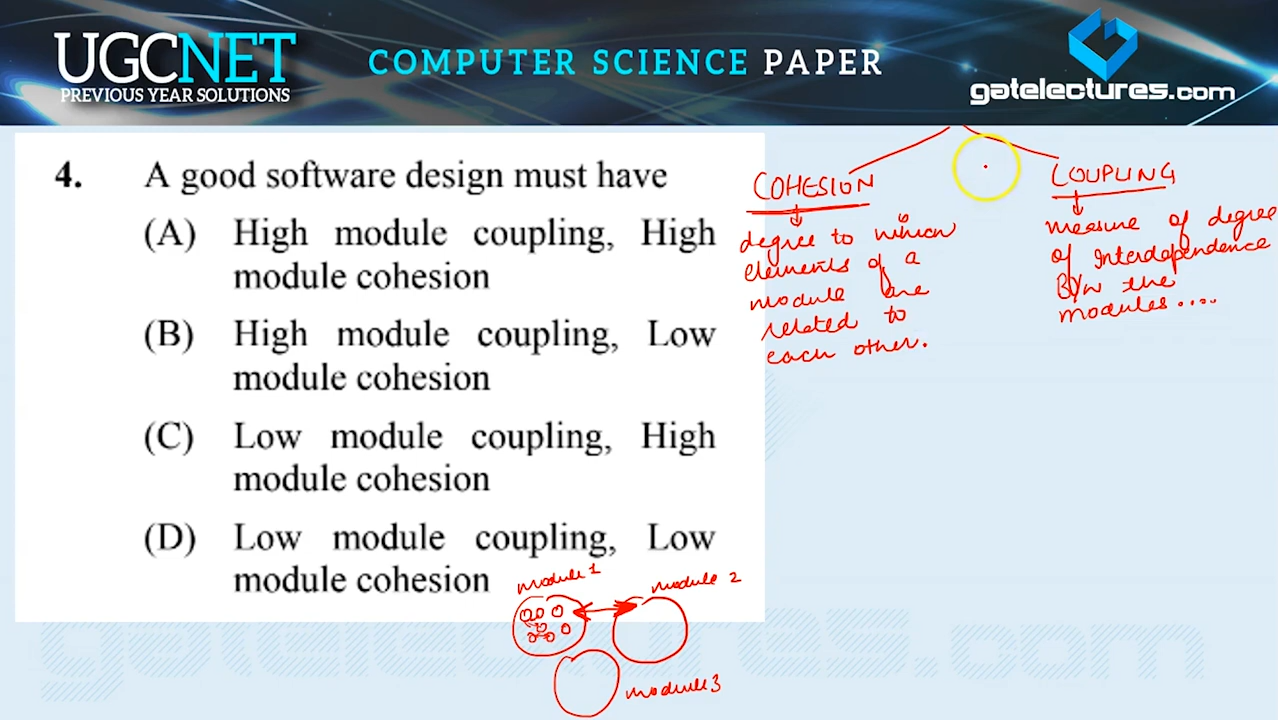 UGCNET
PREVIOUS YEAR SOLUTIONS
COMPUTER SCIENCE PAPER
gatelectures.com
4. A good software design must have
(A) High module coupling, High
module cohesion
(B) High module coupling, Low
module cohesion
(C) Low module coupling, High
module cohesion
(D) Low module coupling, Low
module cohesion
COHESION
degree to which
elements of a
module are
related to
each other.
COUPLING
measure of degree
of Interdependence
B/w the
modules....
module 1
module 2
module 3
gatelectures.com